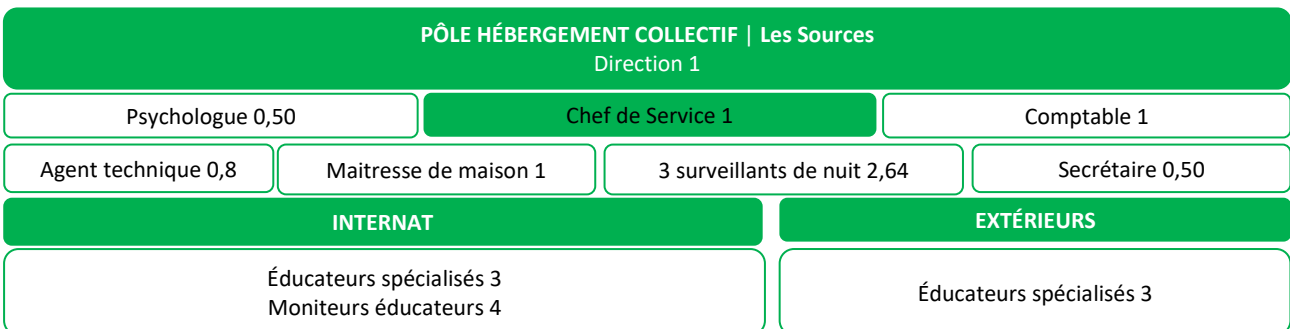 PÔLE HÉBERGEMENT COLLECTIF | Les Sources
Direction 1
Psychologue 0,50
Chef de Service 1
Comptable 1
Agent technique 0,8
Maitresse de maison 1
3 surveillants de nuit 2,64
Secrétaire 0,50
INTERNAT
EXTÉRIEURS
Éducateurs spécialisés 3
Moniteurs éducateurs 4
Éducateurs spécialisés 3